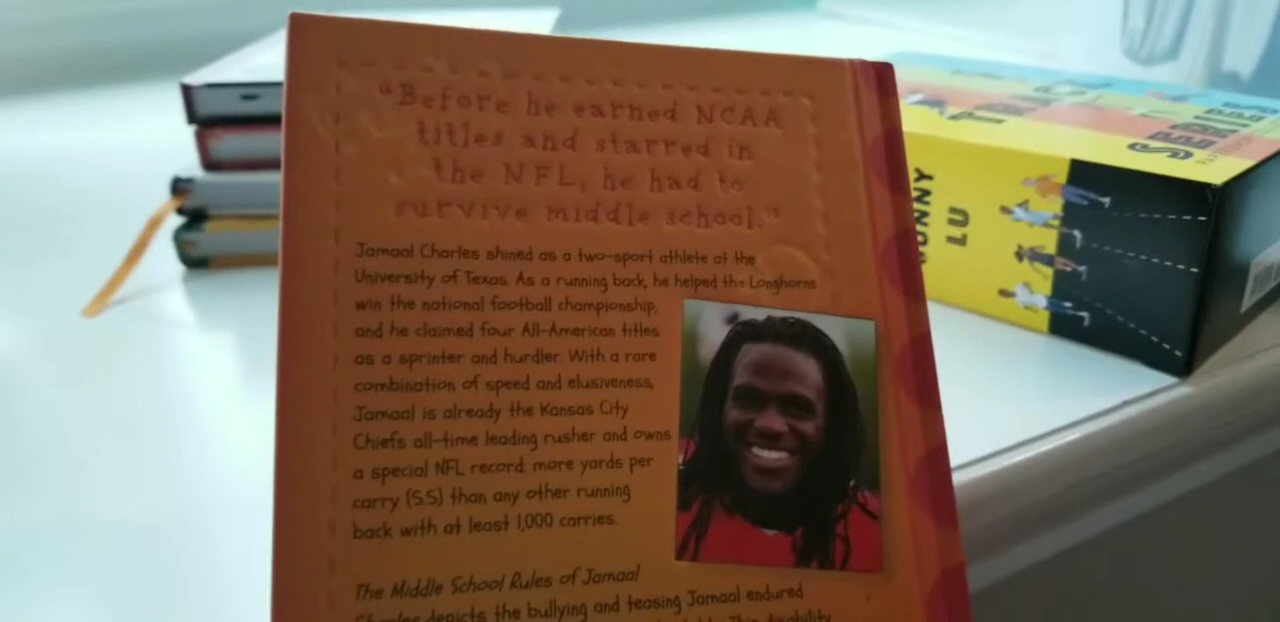 "Before he earned NCAA
titles and starred in
the NFL, he had to
survive middle school."
Jamaal Charles shined as a two-sport athlete at the
University of Texas. As a running back, he helped the Longhorns
win the national football championship,
and he claimed four All-American titles
as a sprinter and hurdler. With a rare
combination of speed and elusiveness,
Jamaal is already the Kansas City
Chiefs all-time leading rusher and owns
a special NFL record: more yards per
carry (5.5) than any other running
back with at least 1,000 carries.
The Middle School Rules of Jamaal
Charles depicts the bullying and teasing Jamaal endured
This disability
SERIES
LU